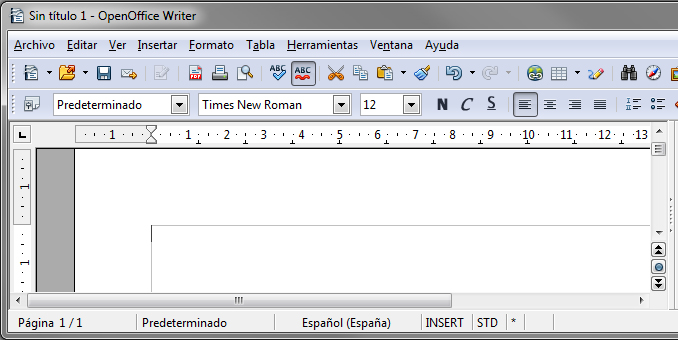 Sin título 1 - OpenOffice Writer
Archivo Editar Ver Insertar Formato Tabla Herramientas Ventana Ayuda
ABC ABC
Predeterminado Times New Roman 12 N C S
1 1 2 3 4 5 6 7 8 9 10 11 12 13
1
1
Página 1 / 1 Predeterminado Español (España) INSERT STD *